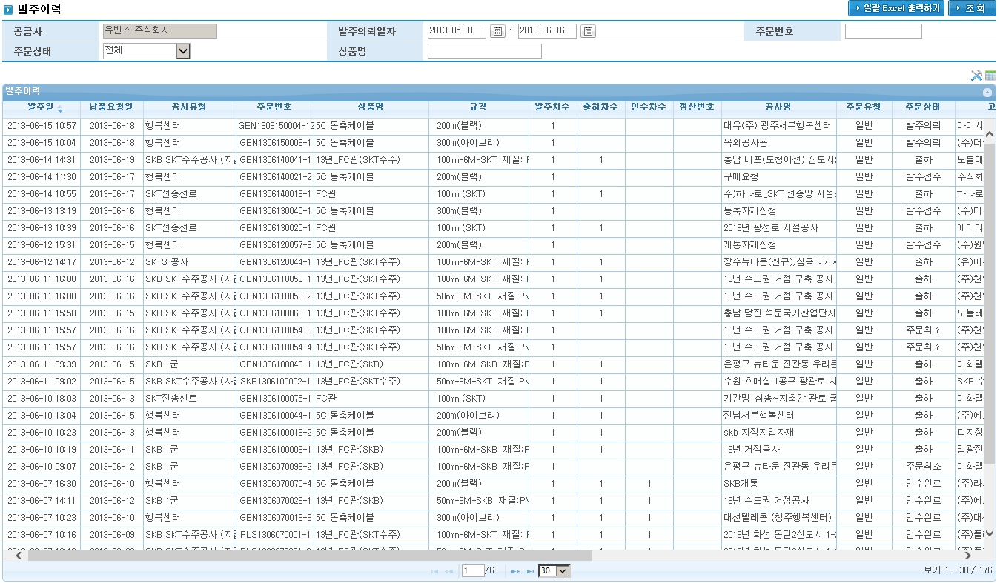 발주이력
일괄 Excel 출력하기 조 회
공급사 유빈스 주식회사 발주의뢰일자 2013-05-01 ~ 2013-06-16 주문번호
주문상태 전체 상품명
발주이력
발주일 납품요청일 공사유형 주문번호 상품명 규격 발주차수 출하차수 인수차수 정산번호 공사명 주문유형 주문상태 고
2013-06-15 10:57 2013-06-18 행복센터 GEN1306150004-12 5C 동축케이블 200m(블랙) 1 대유(주) 광주서부행복센터 일반 발주의뢰 아이시
2013-06-15 10:04 2013-06-18 행복센터 GEN1306150003-1 5C 동축케이블 300m(아이보리) 1 옥외공사용 일반 발주의뢰 (주)더
2013-06-14 14:31 2013-06-19 SKB SKT수주공사 (지입 GEN1306140041-1 13년_FC관(SKT수주) 100mm-6M-SKT 재질: 1 1 충남 내포(도청이전) 신도시 일반 출하 노블테
2013-06-14 11:30 2013-06-17 행복센터 GEN1306140021-2 5C 동축케이블 200m(블랙) 1 구매요청 일반 발주접수 주식회
2013-06-14 10:55 2013-06-17 SKT전송선로 GEN1306140018-1 FC관 100mm (SKT) 1 1 주)하나로_SKT 전송망 시설 일반 출하 하나로
2013-06-13 13:19 2013-06-16 행복센터 GEN1306130045-1 5C 동축케이블 300m(블랙) 1 동축자재신청 일반 발주접수 (주)더
2013-06-13 10:39 2013-06-16 SKT전송선로 GEN1306130025-1 FC관 100mm (SKT) 1 1 2013년 광선로 시설공사 일반 출하 에이디
2013-06-12 15:31 2013-06-15 행복센터 GEN1306120057-3 5C 동축케이블 200m(블랙) 1 개통자제신청 일반 발주접수 (주)원
2013-06-12 14:17 2013-06-12 SKTS 공사 GEN1306120044-1 13년_FC관(SKT수주) 100mm-6M-SKT 재질: 1 1 장수뉴타운(신규),심곡리기지 일반 출하 (유)미
2013-06-11 16:00 2013-06-16 SKB SKT수주공사 (지입 GEN1306110056-1 13년_FC관(SKT수주) 100mm-6M-SKT 재질: 1 1 13년 수도권 거점 구축 공사 일반 출하 (주)천
2013-06-11 16:00 2013-06-16 SKB SKT수주공사 (지입 GEN1306110056-2 13년_FC관(SKT수주) 50mm-6M-SKT 재질:PV 1 1 13년 수도권 거점 구축 공사 일반 출하 (주)천
2013-06-11 15:58 2013-06-15 SKB SKT수주공사 (지입 GEN1306100069-1 13년_FC관(SKT수주) 100mm-6M-SKT 재질: 1 1 충남 당진 석문국가산업단지 일반 출하 노블테
2013-06-11 15:57 2013-06-16 SKB SKT수주공사 (지입 GEN1306110054-3 13년_FC관(SKT수주) 100mm-6M-SKT 재질: 1 13년 수도권 거점 구축 공사 일반 주문취소 (주)천
2013-06-11 15:57 2013-06-16 SKB SKT수주공사 (지입 GEN1306110054-4 13년_FC관(SKT수주) 50mm-6M-SKT 재질:PV 1 13년 수도권 거점 구축 공사 일반 주문취소 (주)천
2013-06-11 09:39 2013-06-15 SKB 1군 GEN1306100040-1 13년_FC관(SKB) 100mm-6M-SKB 재질:P 1 1 은평구 뉴타운 진관동 우리은 일반 출하 이화텔
2013-06-11 09:02 2013-06-15 SKB SKT수주공사 (사급 SKB1306100002-1 13년_FC관(SKT수주) 50mm-6M-SKT 재질:PV 1 1 수원 호매실 1공구 광관로 시 일반 출하 SKB 수
2013-06-10 18:03 2013-06-13 SKT전송선로 GEN1306100075-1 FC관 100mm (SKT) 1 1 기간망_삼송~지축간 관로 굴 일반 출하 이화텔
2013-06-10 13:04 2013-06-15 행복센터 GEN1306100044-1 5C 동축케이블 200m(아이보리) 1 1 전남서부행복센터 일반 출하 (주)에
2013-06-10 10:23 2013-06-13 행복센터 GEN1306100016-2 5C 동축케이블 200m(블랙) 1 1 skb 지정지입자재 일반 출하 피지정
2013-06-10 10:19 2013-06-11 SKB 1군 GEN1306100009-1 13년_FC관(SKB) 100mm-6M-SKB 재질:P 1 1 13년 거점공사 일반 출하 일광전
2013-06-10 09:07 2013-06-12 SKB 1군 GEN1306070096-2 13년_FC관(SKB) 100mm-6M-SKB 재질:P 1 은평구 뉴타운 진관동 우리은 일반 주문취소 이화텔
2013-06-07 16:30 2013-06-10 행복센터 GEN1306070070-4 5C 동축케이블 200m(블랙) 1 1 1 SKB개통 일반 인수완료 (주)라
2013-06-07 14:11 2013-06-12 SKB 1군 GEN1306070026-1 13년_FC관(SKB) 50mm-6M-SKB 재질:PV 1 1 1 13년 수도권 거점공사 일반 인수완료 (주)에
2013-06-07 10:23 2013-06-10 행복센터 GEN1306070016-6 5C 동축케이블 300m(아이보리) 1 1 1 대선텔레콤 (청주행복센터) 일반 인수완료 (주)대
2013-06-07 10:16 2013-06-09 SKB SKT수주공사 (지입 PLS1306070001-1 13년_FC관(SKT수주) 100mm-6M-SKT 재질: 1 1 1 2013년 화성 동탄2신도시 1-2 일반 인수완료 (주)플
1 /6 30 보기 1 - 30 / 176